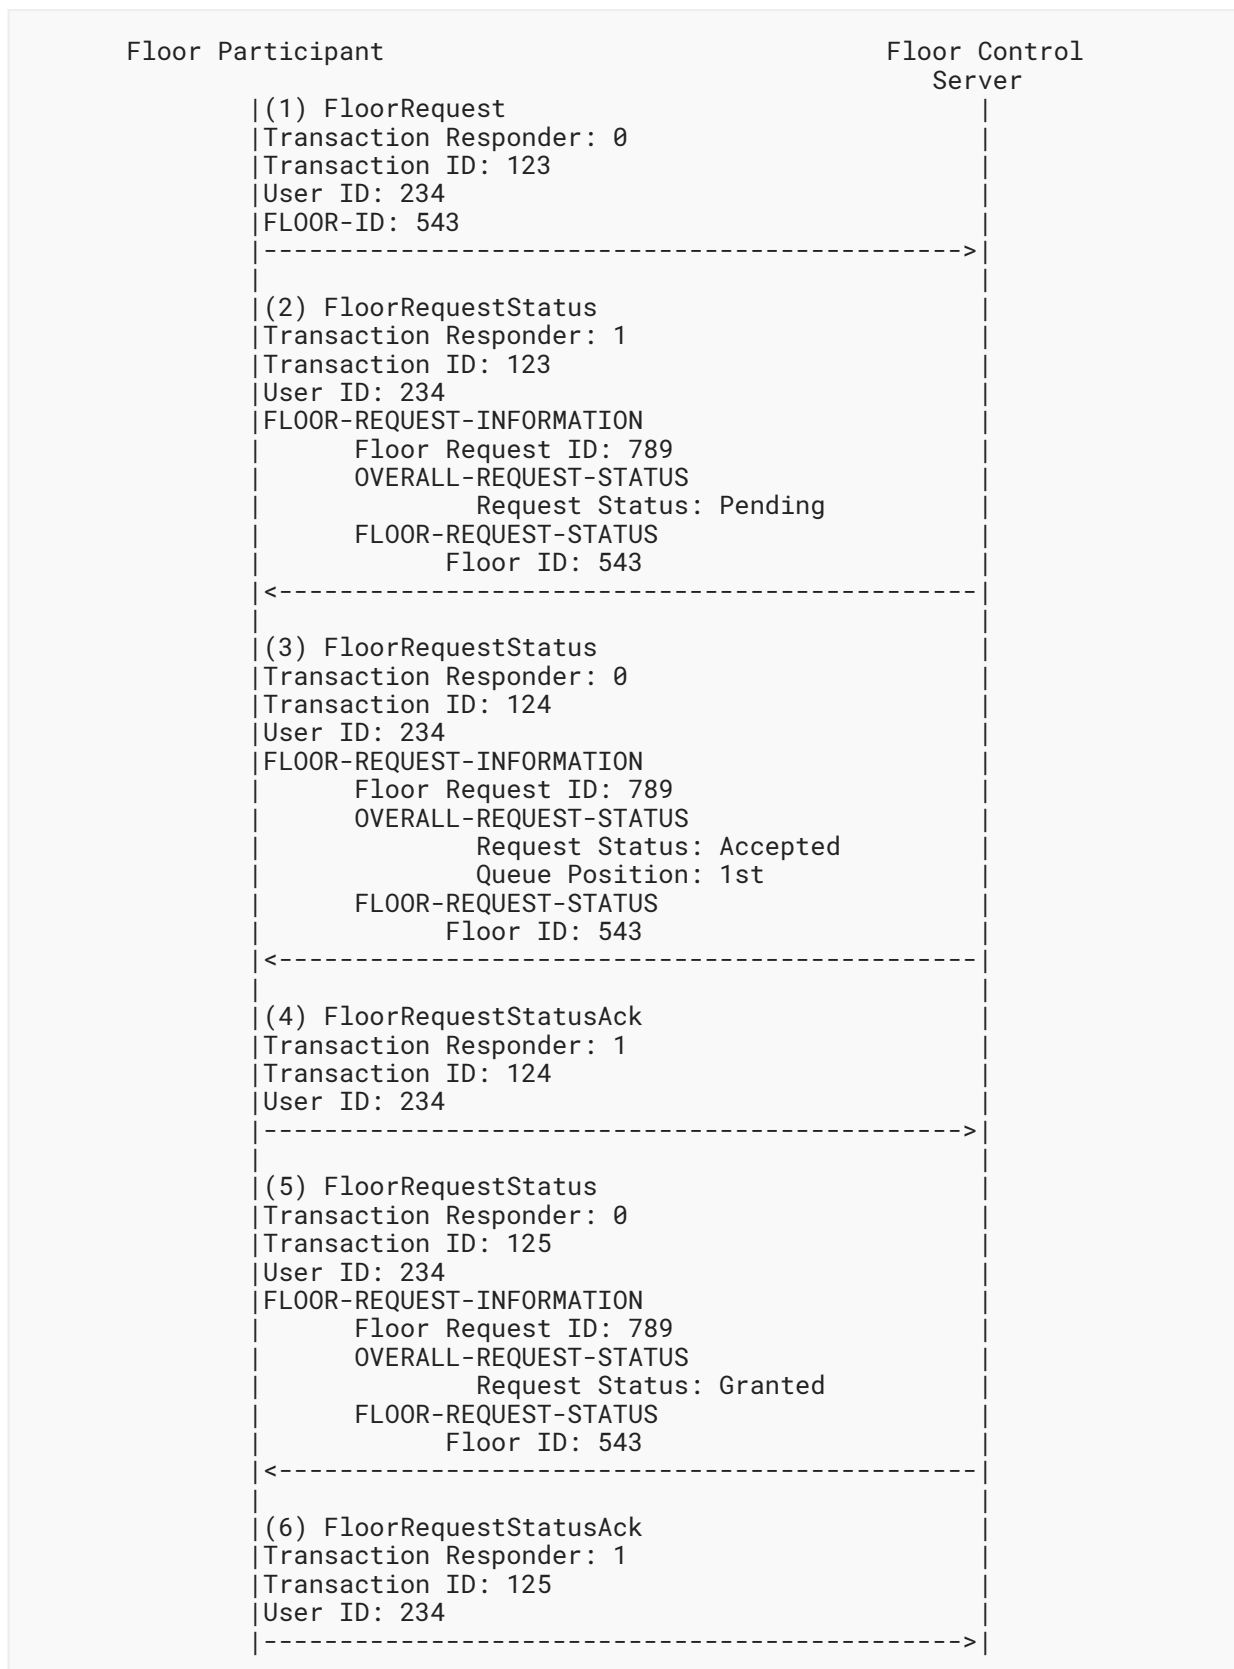 Floor Participant                                 Floor Control
                                                     Server
        |(1) FloorRequest                               |
        |Transaction Responder: 0                       |
        |Transaction ID: 123                            |
        |User ID: 234                                   |
        |FLOOR-ID: 543                                  |
        |---------------------------------------------->|
        |                                               |
        |(2) FloorRequestStatus                         |
        |Transaction Responder: 1                       |
        |Transaction ID: 123                            |
        |User ID: 234                                   |
        |FLOOR-REQUEST-INFORMATION                      |
        |      Floor Request ID: 789                    |
        |      OVERALL-REQUEST-STATUS                   |
        |              Request Status: Pending          |
        |      FLOOR-REQUEST-STATUS                     |
        |            Floor ID: 543                      |
        |<----------------------------------------------|
        |                                               |
        |(3) FloorRequestStatus                         |
        |Transaction Responder: 0                       |
        |Transaction ID: 124                            |
        |User ID: 234                                   |
        |FLOOR-REQUEST-INFORMATION                      |
        |      Floor Request ID: 789                    |
        |      OVERALL-REQUEST-STATUS                   |
        |              Request Status: Accepted         |
        |              Queue Position: 1st              |
        |      FLOOR-REQUEST-STATUS                     |
        |            Floor ID: 543                      |
        |<----------------------------------------------|
        |                                               |
        |(4) FloorRequestStatusAck                      |
        |Transaction Responder: 1                       |
        |Transaction ID: 124                            |
        |User ID: 234                                   |
        |---------------------------------------------->|
        |                                               |
        |(5) FloorRequestStatus                         |
        |Transaction Responder: 0                       |
        |Transaction ID: 125                            |
        |User ID: 234                                   |
        |FLOOR-REQUEST-INFORMATION                      |
        |      Floor Request ID: 789                    |
        |      OVERALL-REQUEST-STATUS                   |
        |              Request Status: Granted          |
        |      FLOOR-REQUEST-STATUS                     |
        |            Floor ID: 543                      |
        |<----------------------------------------------|
        |                                               |
        |(6) FloorRequestStatusAck                      |
        |Transaction Responder: 1                       |
        |Transaction ID: 125                            |
        |User ID: 234                                   |
        |---------------------------------------------->|